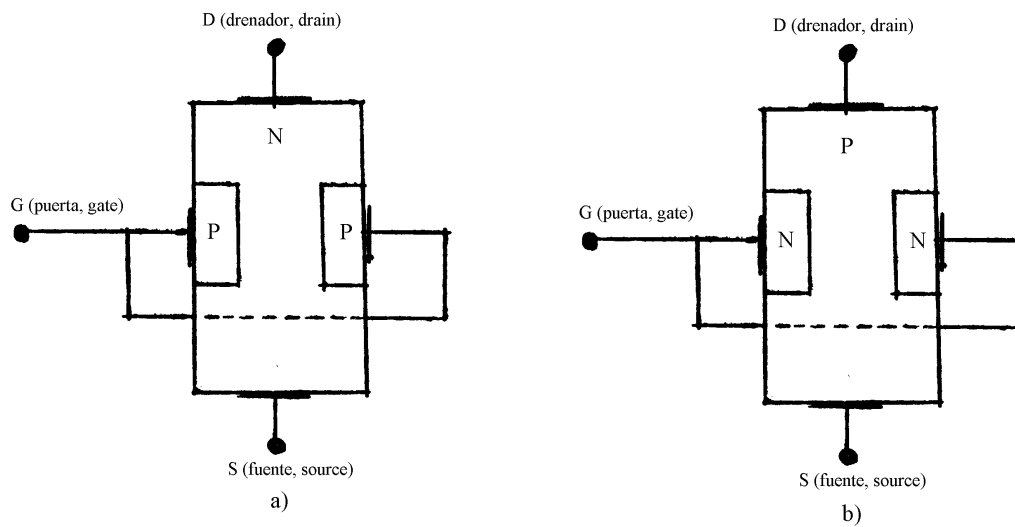 D (drenador, drain)
N
G (puerta, gate)
P
P
S (fuente, source)
a)
D (drenador, drain)
P
G (puerta, gate)
N
N
S (fuente, source)
b)